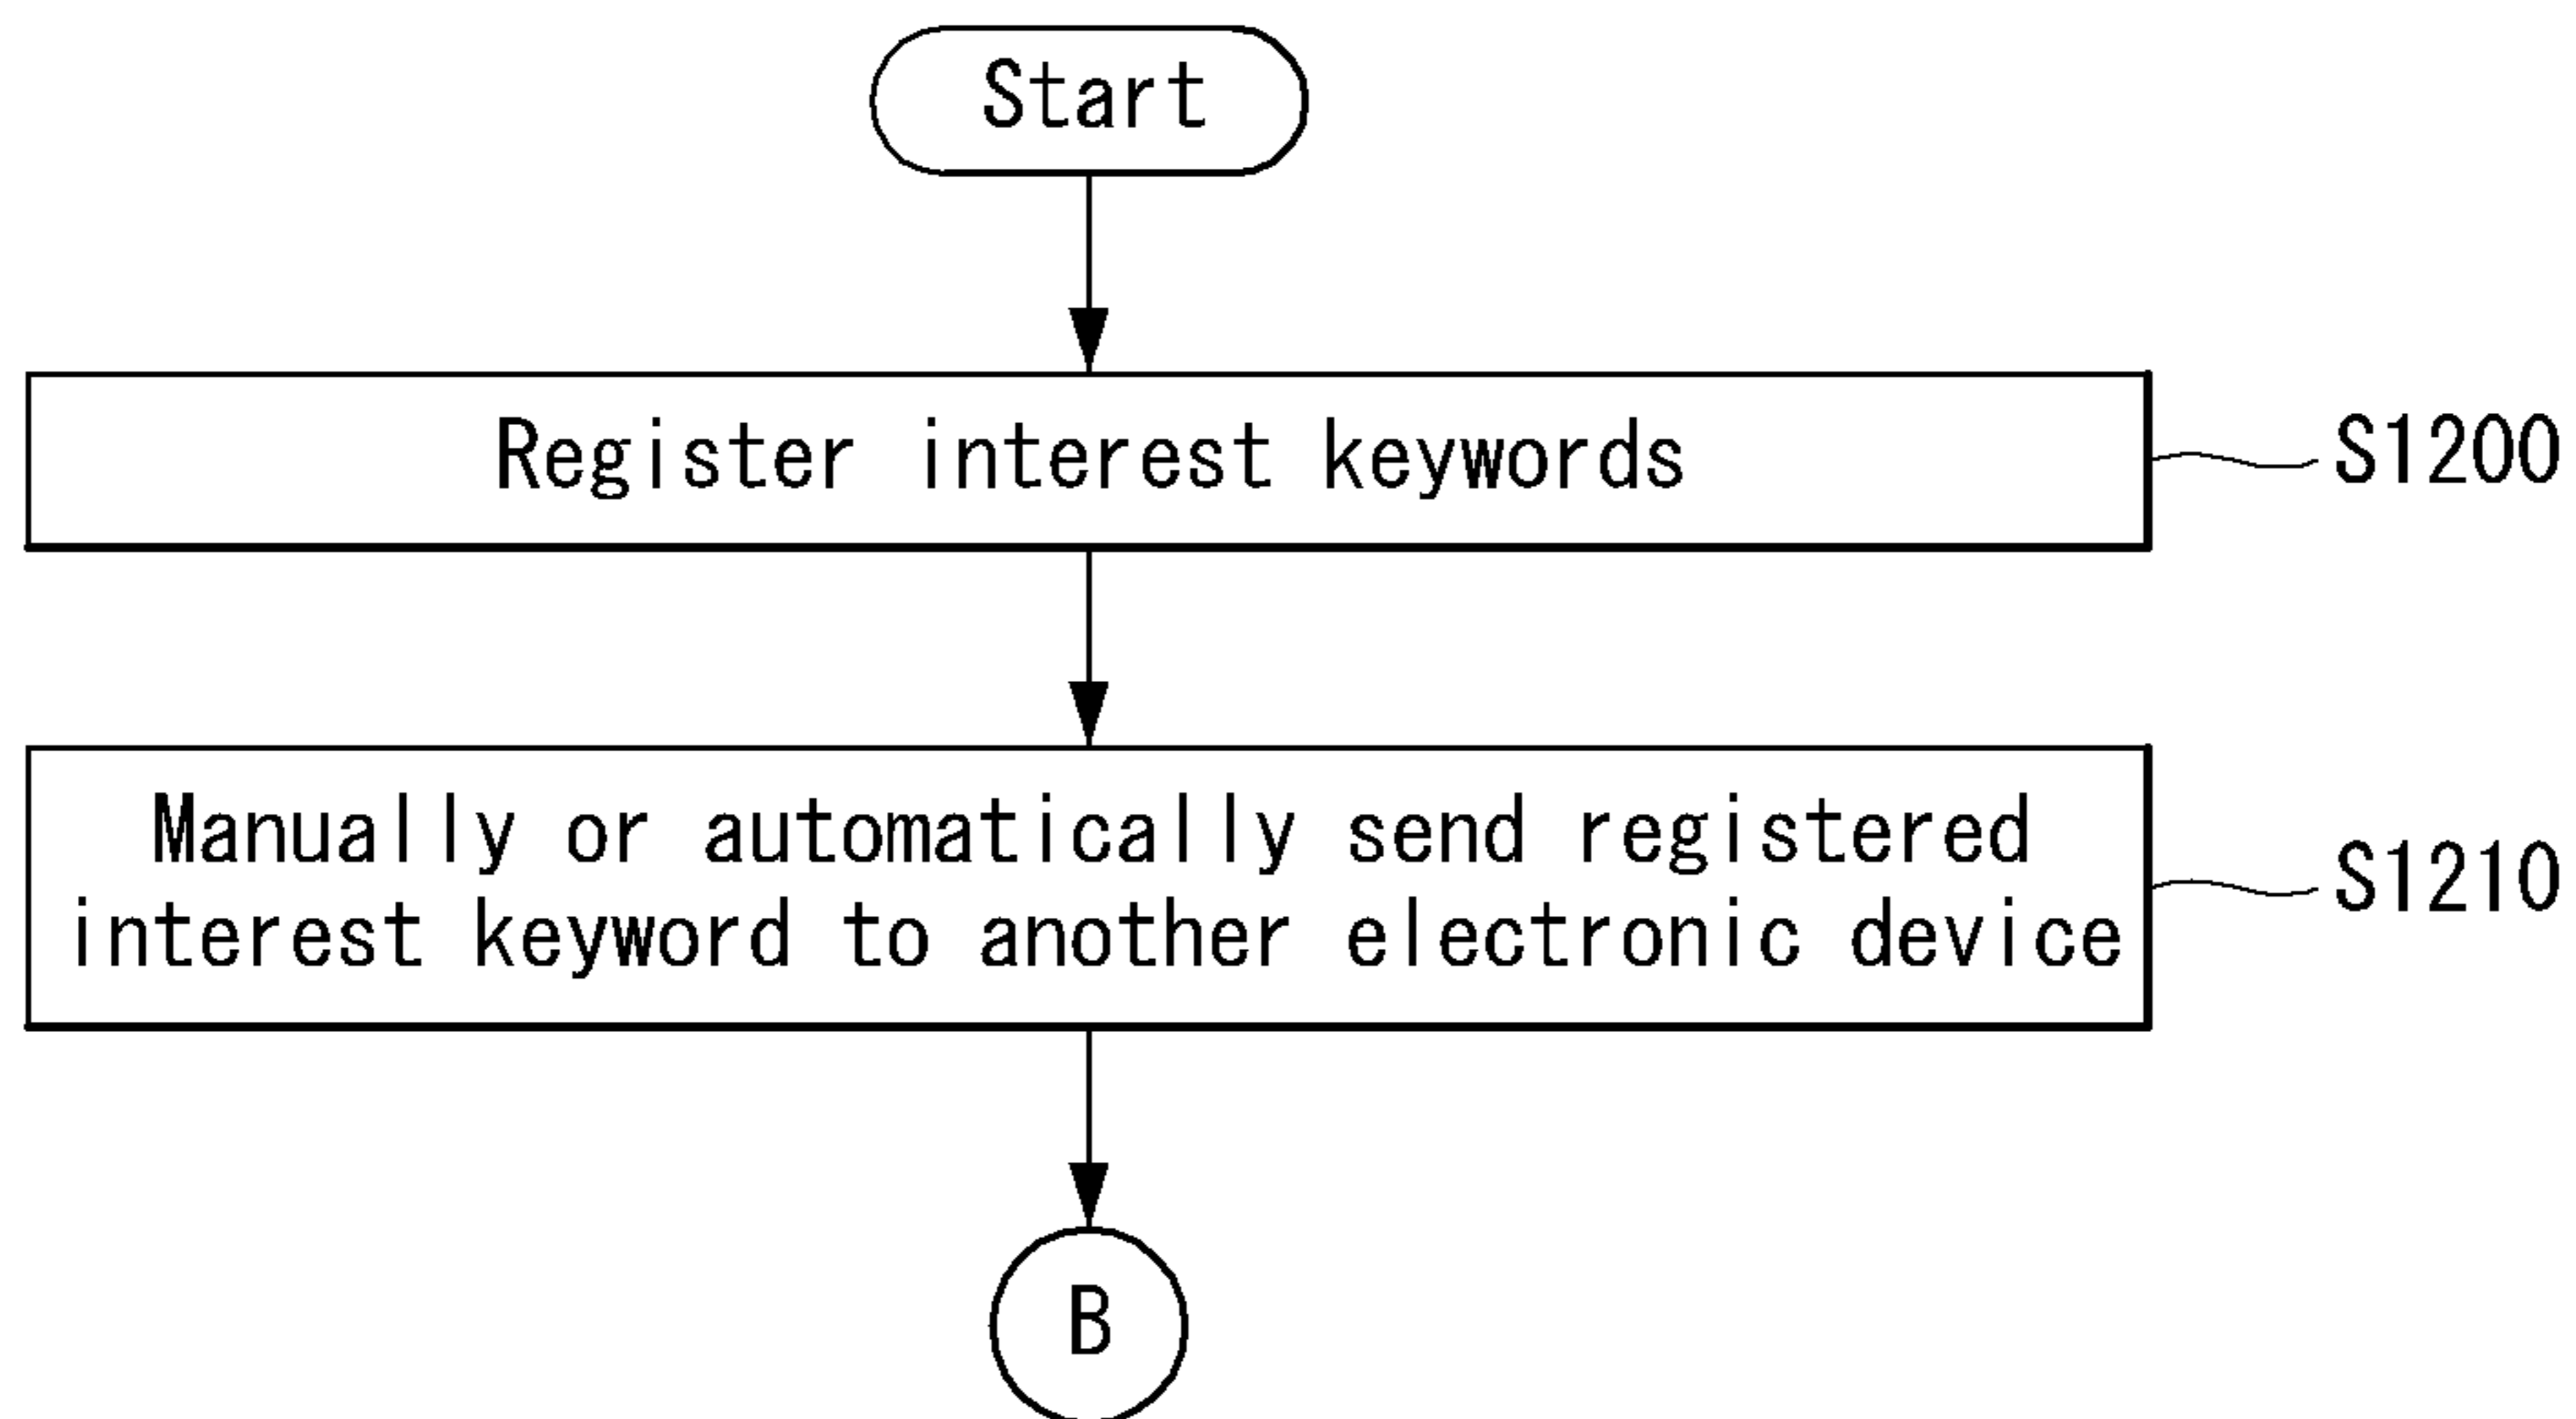 Start
Register interest keywords
S1200
Manually or automatically send registered
interest keyword to another electronic device
S1210
B